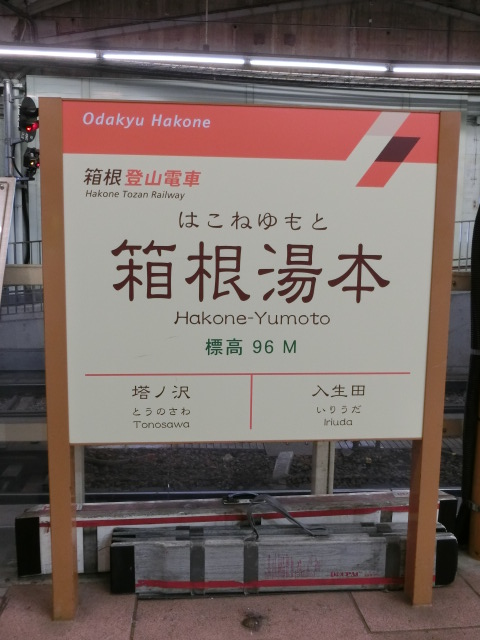 Odakyu Hakone
箱根登山電車
Hakone Tozan Railway
はこねゆもと
箱根湯本
Hakone-Yumoto
標高 96 M
塔ノ沢
とうのさわ
Tonosawa
入生田
いりうだ
Iriuda